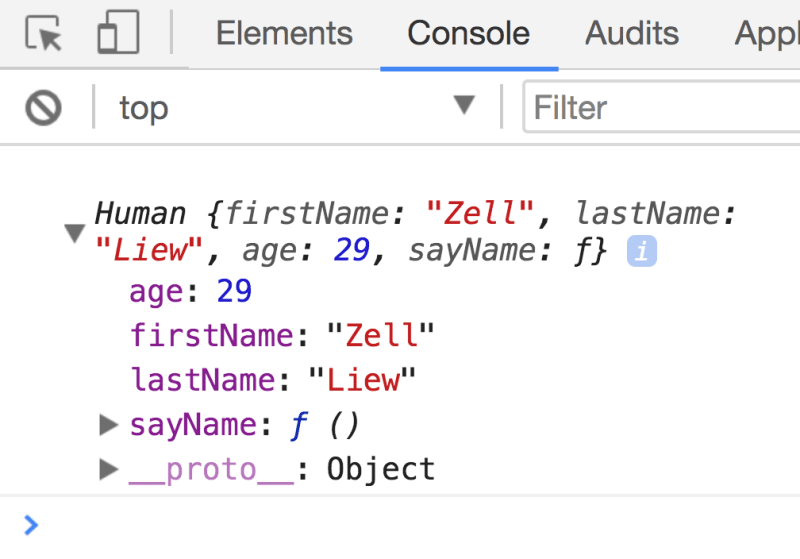 Elements Console Audits Appl
top ▼ Filter
▼ Human {firstName: "Zell", lastName:
"Liew", age: 29, sayName: ƒ} i
age: 29
firstName: "Zell"
lastName: "Liew"
▶ sayName: ƒ ()
▶ __proto__: Object
>